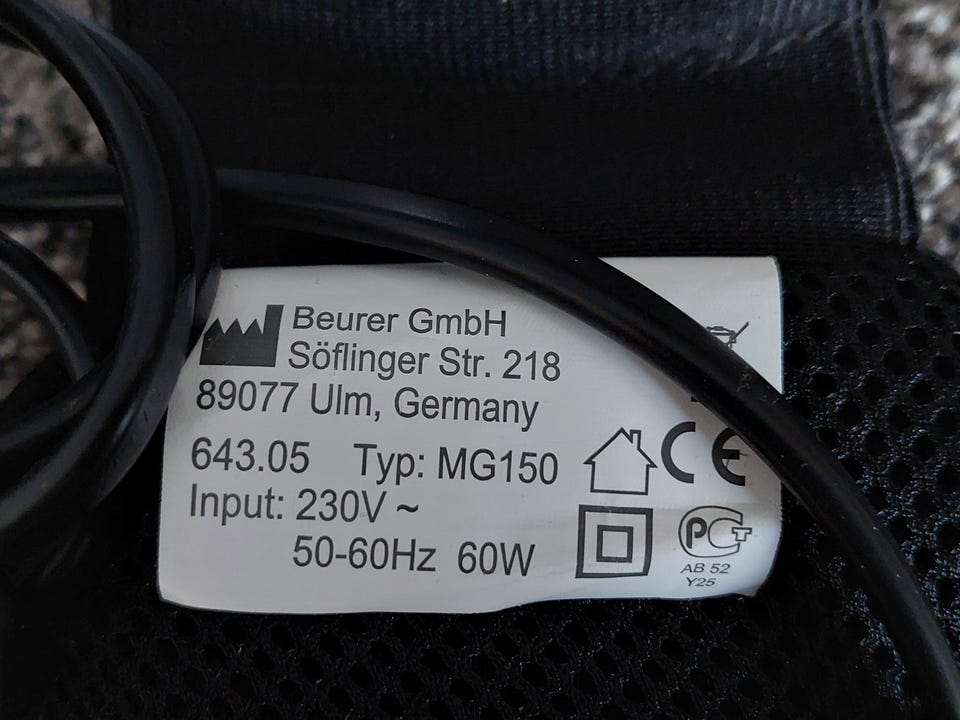 Beurer GmbH
Söflinger Str. 218
89077 Ulm, Germany
643.05 Typ: MG150
Input: 230V ~
50-60Hz 60W
CE
PCT
AB 52
Y25